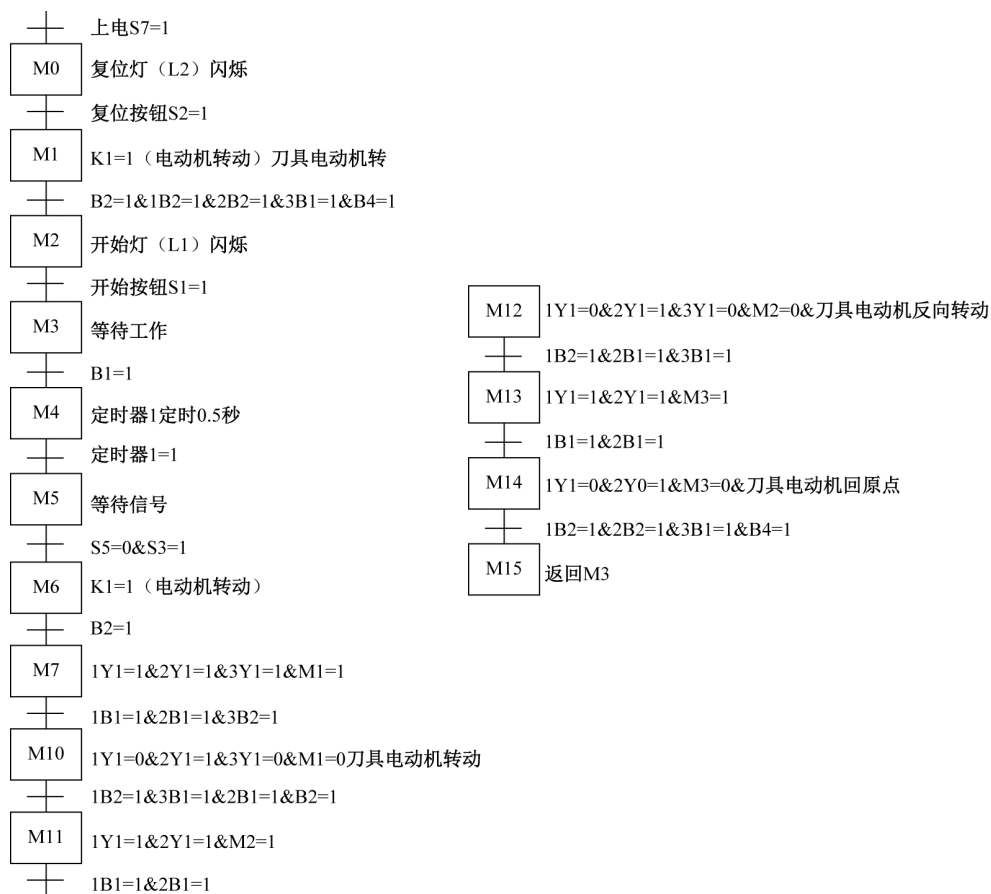 上电S7=1
M0
复位灯（L2）闪烁
复位按钮S2=1
M1
K1=1（电动机转动）刀具电动机转
B2=1&1B2=1&2B2=1&3B1=1&B4=1
M2
开始灯（L1）闪烁
开始按钮S1=1
M3
等待工作
B1=1
M4
定时器1定时0.5秒
定时器1=1
M5
等待信号
S5=0&S3=1
M6
K1=1（电动机转动）
B2=1
M7
1Y1=1&2Y1=1&3Y1=1&M1=1
1B1=1&2B1=1&3B2=1
M10
1Y1=0&2Y1=1&3Y1=0&M1=0刀具电动机转动
1B2=1&3B1=1&2B1=1&B2=1
M11
1Y1=1&2Y1=1&M2=1
1B1=1&2B1=1
M12
1Y1=0&2Y1=1&3Y1=0&M2=0&刀具电动机反向转动
1B2=1&2B1=1&3B1=1
M13
1Y1=1&2Y1=1&M3=1
1B1=1&2B1=1
M14
1Y1=0&2Y0=1&M3=0&刀具电动机回原点
1B2=1&2B2=1&3B1=1&B4=1
M15
返回M3